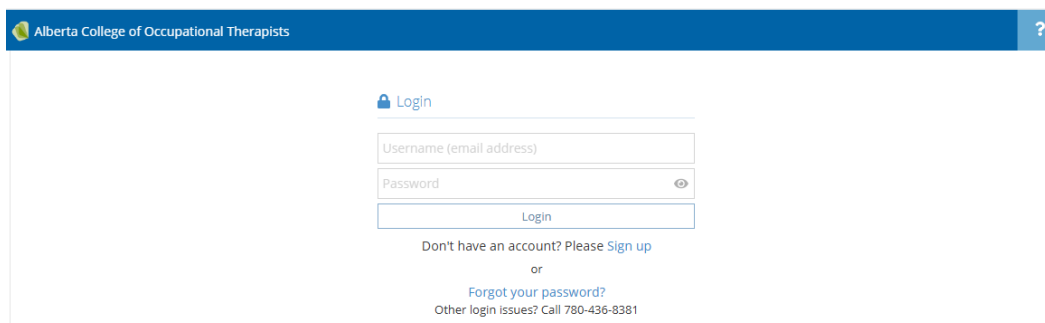 Alberta College of Occupational Therapists
?
Login
Username (email address)
Password
Login
Don't have an account? Please Sign up
or
Forgot your password?
Other login issues? Call 780-436-8381